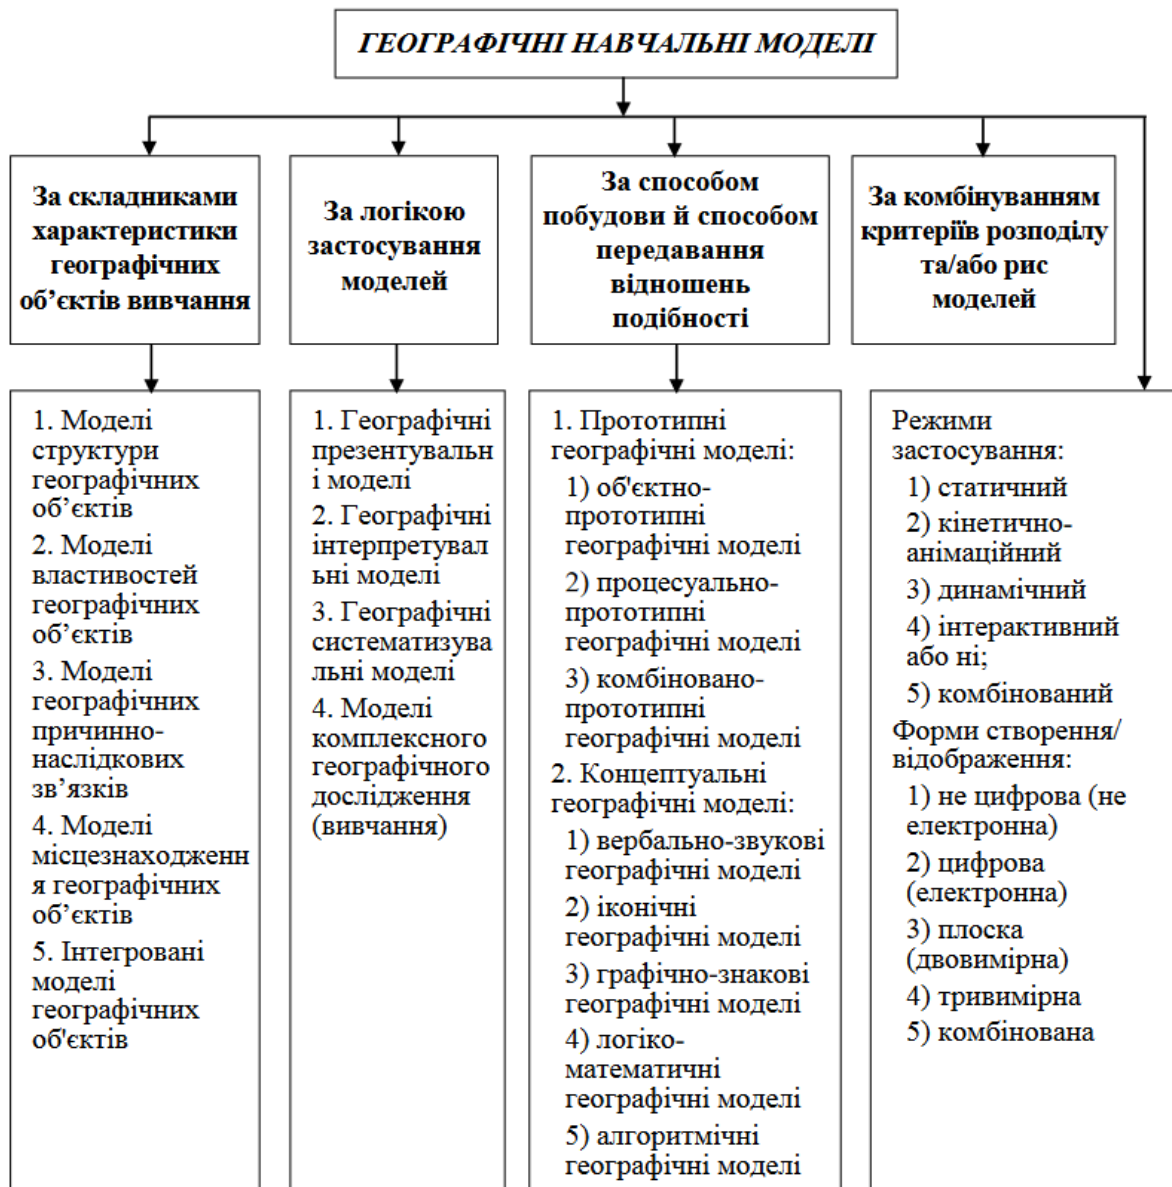 ГЕОГРАФІЧНІ НАВЧАЛЬНІ МОДЕЛІ
За складниками
характеристики
географічних
об’єктів вивчання
За логікою
застосування
моделей
За способом
побудови й способом
передавання
відношень
подібності
За комбінуванням
критеріїв розподілу
та/або рис
моделей
1. Моделі
структури
географічних
об’єктів
2. Моделі
властивостей
географічних
об’єктів
3. Моделі
географічних
причинно-
наслідкових
зв’язків
4. Моделі
місцезнаходженн
я географічних
об’єктів
5. Інтегровані
моделі
географічних
об'єктів
1. Географічні
презентувальн
і моделі
2. Географічні
інтерпретувал
ьні моделі
3. Географічні
систематизува
льні моделі
4. Моделі
комплексного
географічного
дослідження
(вивчання)
1. Прототипні
географічні моделі:
1) об'єктно-
прототипні
географічні моделі
2) процесуально-
прототипні
географічні моделі
3) комбіновано-
прототипні
географічні моделі
2. Концептуальні
географічні моделі:
1) вербально-звукові
географічні моделі
2) іконічні
географічні моделі
3) графічно-знакові
географічні моделі
4) логіко-
математичні
географічні моделі
5) алгоритмічні
географічні моделі
Режими
застосування:
1) статичний
2) кінетично-
анімаційний
3) динамічний
4) інтерактивний
або ні;
5) комбінований
Форми створення/
відображення:
1) не цифрова (не
електронна)
2) цифрова
(електронна)
3) плоска
(двовимірна)
4) тривимірна
5) комбінована